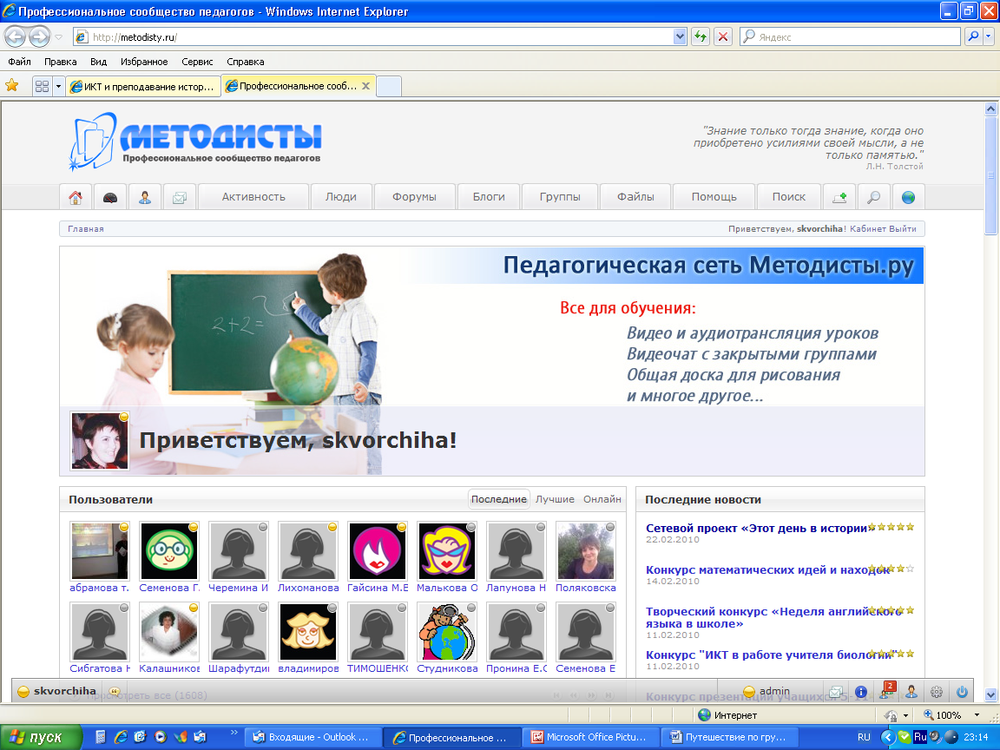 Профессиональное сообщество педагогов - Windows Internet Explorer
http://metodisty.ru/
Яндекс
Файл Правка Вид Избранное Сервис Справка
ИКТ и преподавание истор... Профессиональное сооб... X
МЕТОДИСТЫ
Профессиональное сообщество педагогов
"Знание только тогда знание, когда оно
приобретено усилиями своей мысли, а не
только памятью."
Л.Н. Толстой
Активность Люди Форумы Блоги Группы Файлы Помощь Поиск
Главная
Приветствуем, skvorchiha! Кабинет Выйти
Педагогическая сеть Методисты.ру
Все для обучения:
Видео и аудиотрансляция уроков
Видеочат с закрытыми группами
Общая доска для рисования
и многое другое...
2+2=
Приветствуем, skvorchiha!
Пользователи
Последние Лучшие Онлайн
абрамова т. Семенова Г. Черемина И Лихоманова Гайсина М.Е Малькова О Лапунова Н Поляковска
Сибгатова Н Калашников Шарафутди владимиров ТИМОШЕНКО Студникова Пронина Е.С Семенова Е
Просмотреть все (1608)
Последние новости
Сетевой проект «Этот день в истории»
22.02.2010
Конкурс математических идей и находок
14.02.2010
Творческий конкурс «Неделя английского
языка в школе»
11.02.2010
Конкурс "ИКТ в работе учителя биологии"
11.02.2010
Конкурс презентаций учащихся 5-11
skvorchiha
admin
2
Интернет
100%
пуск
Входящие - Outlook ...
Профессиональное ...
Microsoft Office Pictu...
Путешествие по гру...
RU
Ru
23:14